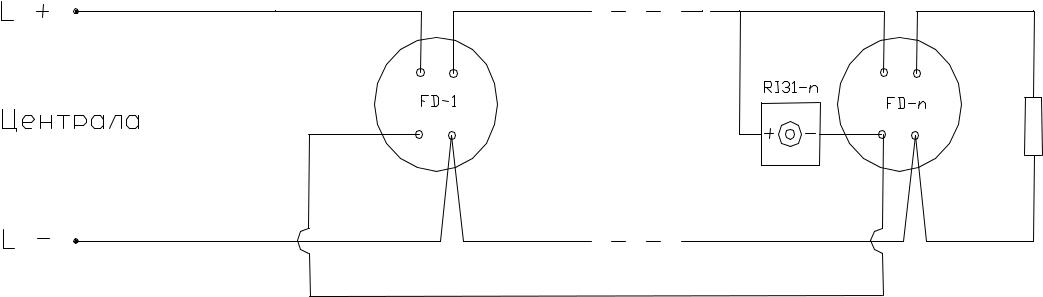 L +
FD-1
RI31-n
+ -
FD-n
Централа
L -